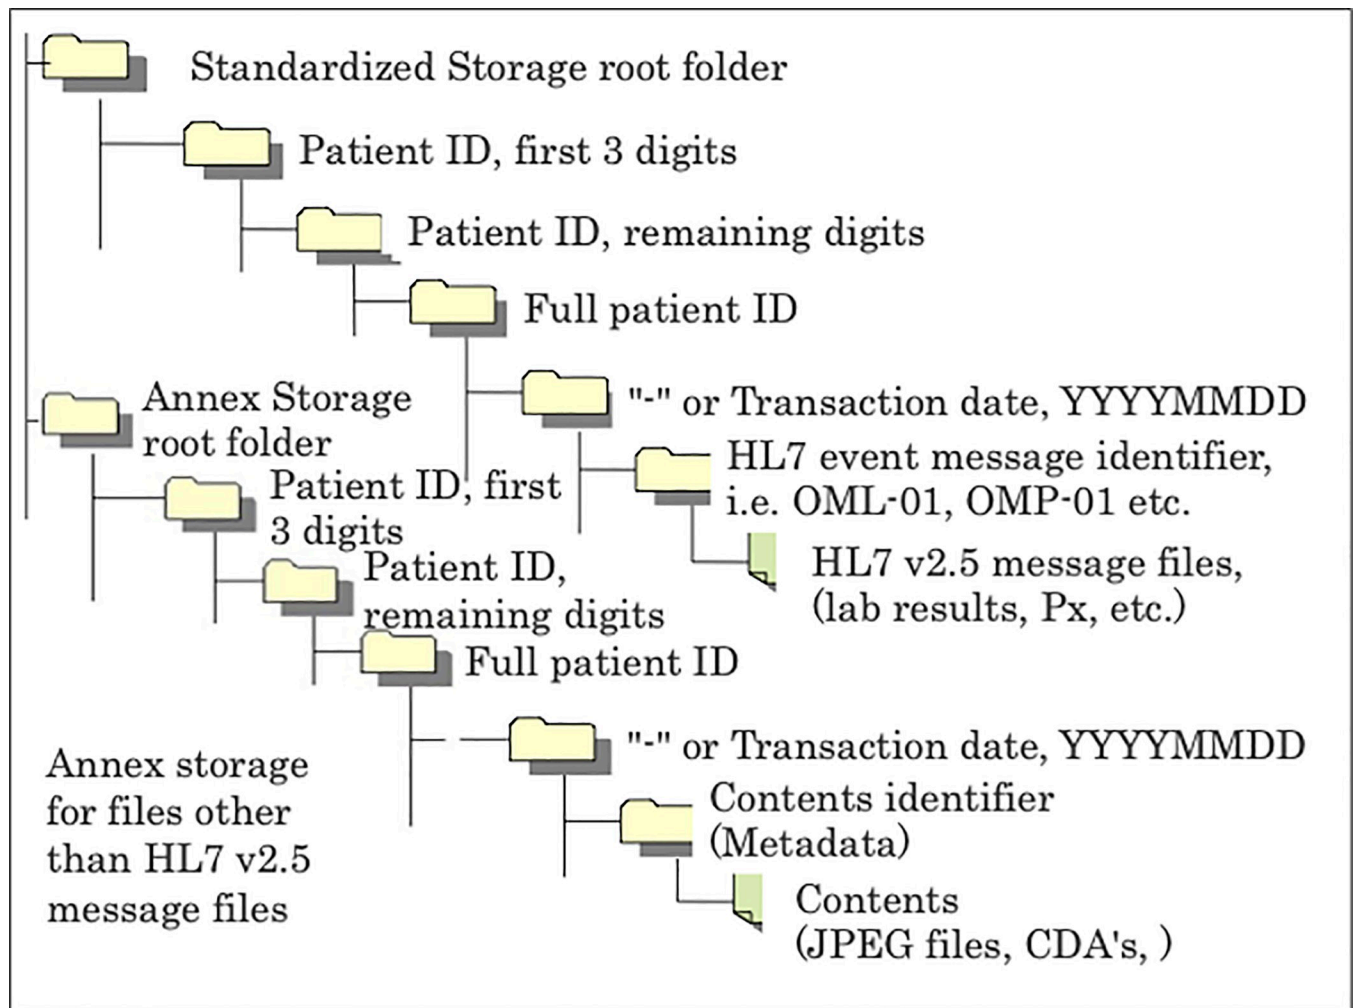 Standardized Storage root folder
Patient ID, first 3 digits
Patient ID, remaining digits
Full patient ID
"-" or Transaction date, YYYYMMDD
HL7 event message identifier,
i.e. OML-01, OMP-01 etc.
HL7 v2.5 message files,
(lab results, Px, etc.)
Annex Storage
root folder
Patient ID, first
3 digits
Patient ID,
remaining digits
Full patient ID
"-" or Transaction date, YYYYMMDD
Contents identifier
(Metadata)
Contents
(JPEG files, CDA's, )
Annex storage
for files other
than HL7 v2.5
message files